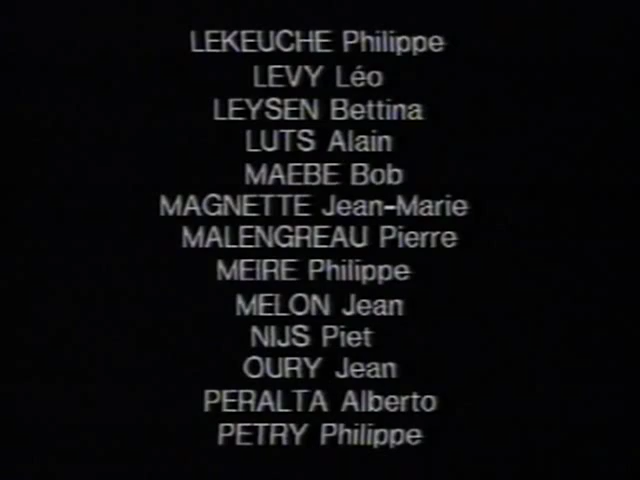 LEKEUCHE Philippe
LEVY Léo
LEYSEN Bettina
LUTS Alain
MAEBE Bob
MAGNETTE Jean-Marie
MALENGREAU Pierre
MEIRE Philippe
MELON Jean
NIJS Piet
OURY Jean
PERALTA Alberto
PETRY Philippe